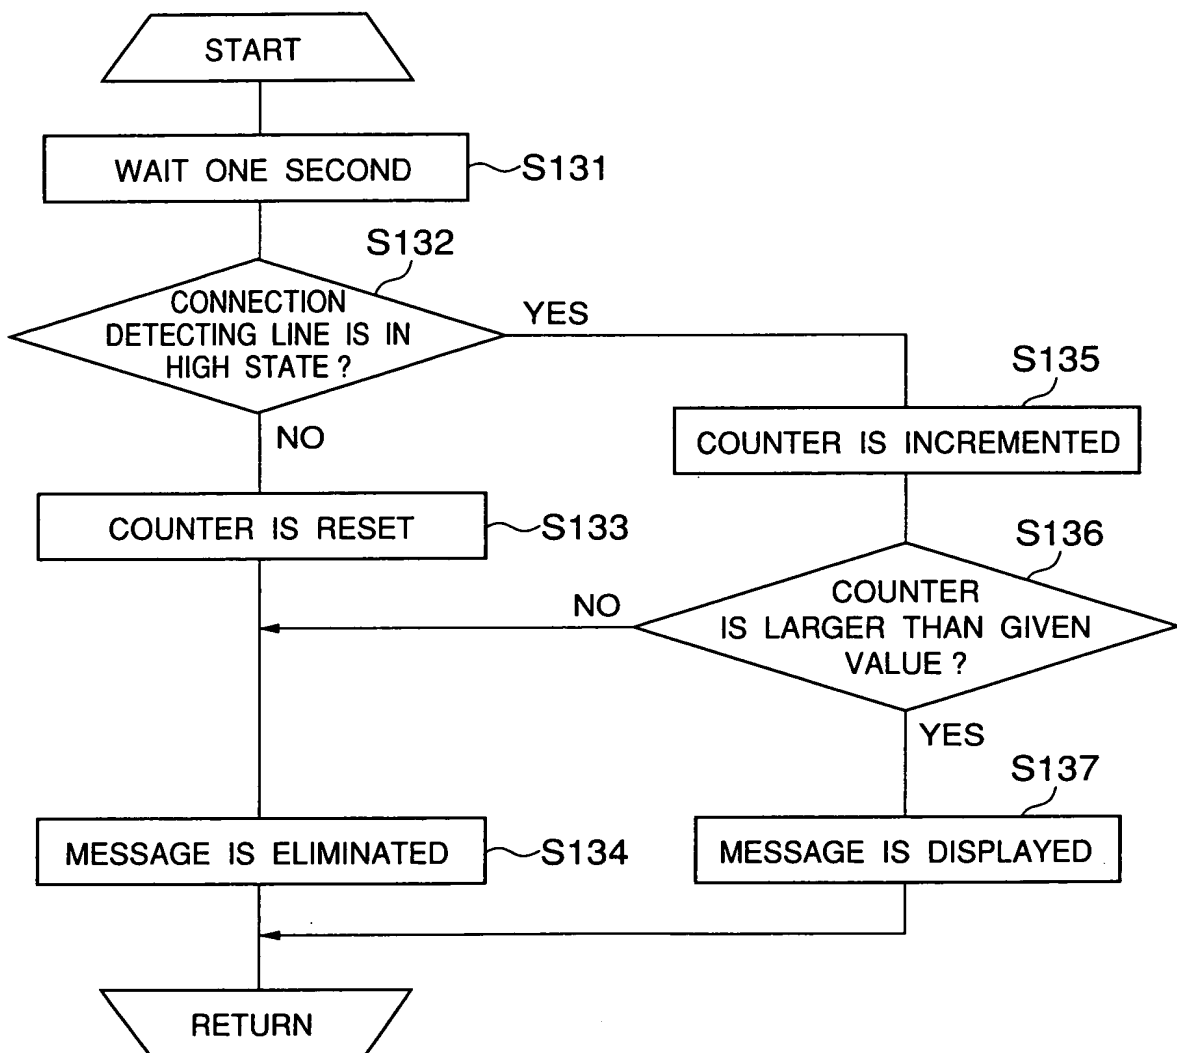 START
WAIT ONE SECOND
S131
S132
CONNECTION
DETECTING LINE IS IN
HIGH STATE ?
YES
NO
S135
COUNTER IS INCREMENTED
COUNTER IS RESET
S133
S136
COUNTER
IS LARGER THAN GIVEN
VALUE ?
NO
YES
S137
MESSAGE IS DISPLAYED
MESSAGE IS ELIMINATED
S134
RETURN